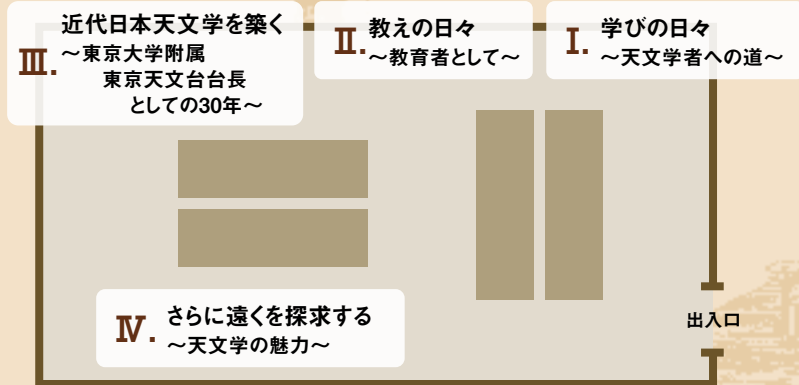 Ⅲ. 近代日本天文学を築く
〜東京大学附属
東京天文台台長
としての30年〜
Ⅱ. 教えの日々
〜教育者として〜
Ⅰ. 学びの日々
〜天文学者への道〜
Ⅳ. さらに遠くを探求する
〜天文学の魅力〜
出入口